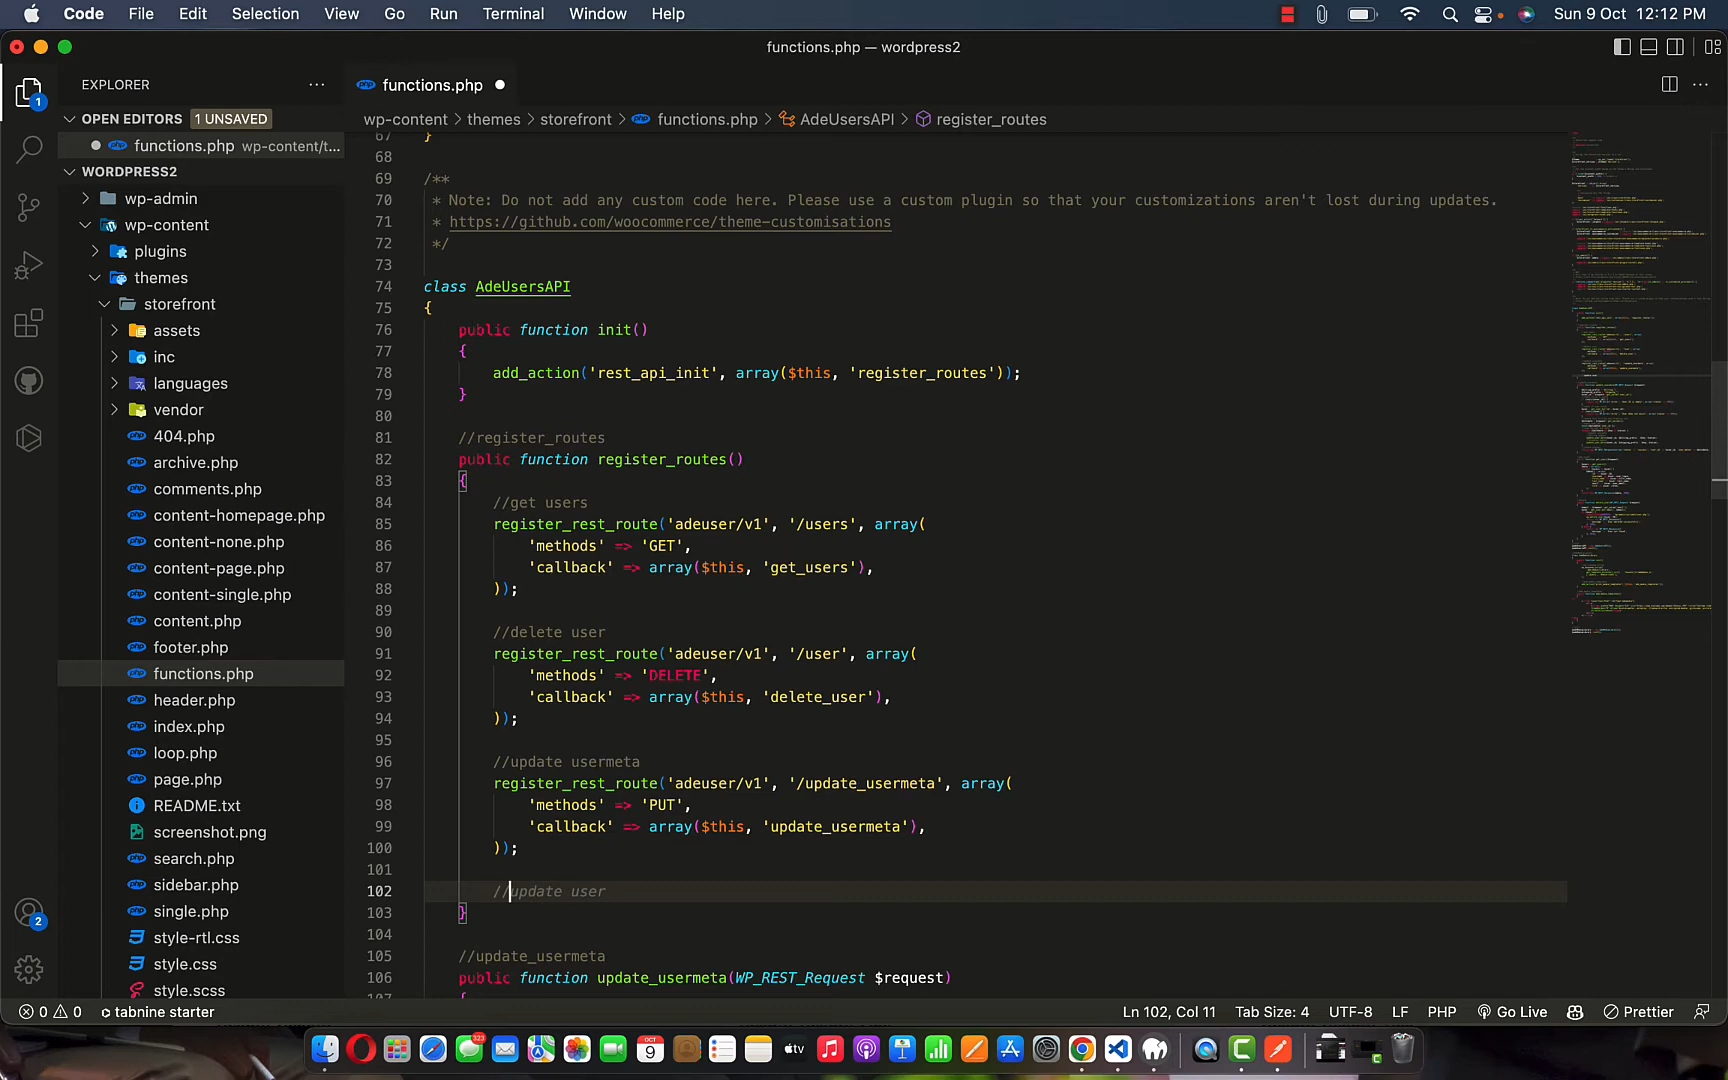 Code File Edit Selection View Go Run Terminal Window Help Sun 9 Oct 12:12 PM
functions.php — wordpress2
EXPLORER
functions.php
OPEN EDITORS 1 UNSAVED
wp-content > themes > storefront > functions.php > AdeUsersAPI > register_routes
functions.php wp-content/t...
WORDPRESS2
wp-admin
wp-content
plugins
themes
storefront
assets
inc
languages
vendor
404.php
archive.php
comments.php
content-homepage.php
content-none.php
content-page.php
content-single.php
content.php
footer.php
functions.php
header.php
index.php
loop.php
page.php
README.txt
screenshot.png
search.php
sidebar.php
single.php
style-rtl.css
style.css
style.scss
67 }
68
69 /**
70 * Note: Do not add any custom code here. Please use a custom plugin so that your customizations aren't lost during updates.
71 * https://github.com/woocommerce/theme-customisations
72 */
73
74 class AdeUsersAPI
75 {
76 public function init()
77 {
78 add_action('rest_api_init', array($this, 'register_routes'));
79 }
80
81 //register_routes
82 public function register_routes()
83 {
84 //get users
85 register_rest_route('adeuser/v1', '/users', array(
86 'methods' => 'GET',
87 'callback' => array($this, 'get_users'),
88 ));
89
90 //delete user
91 register_rest_route('adeuser/v1', '/user', array(
92 'methods' => 'DELETE',
93 'callback' => array($this, 'delete_user'),
94 ));
95
96 //update usermeta
97 register_rest_route('adeuser/v1', '/update_usermeta', array(
98 'methods' => 'PUT',
99 'callback' => array($this, 'update_usermeta'),
100 ));
101
102 //update user
103 }
104
105 //update_usermeta
106 public function update_usermeta(WP_REST_Request $request)
107 {
1
2
0 0 tabnine starter Ln 102, Col 11 Tab Size: 4 UTF-8 LF PHP Go Live Prettier
323
OCT
9
tv